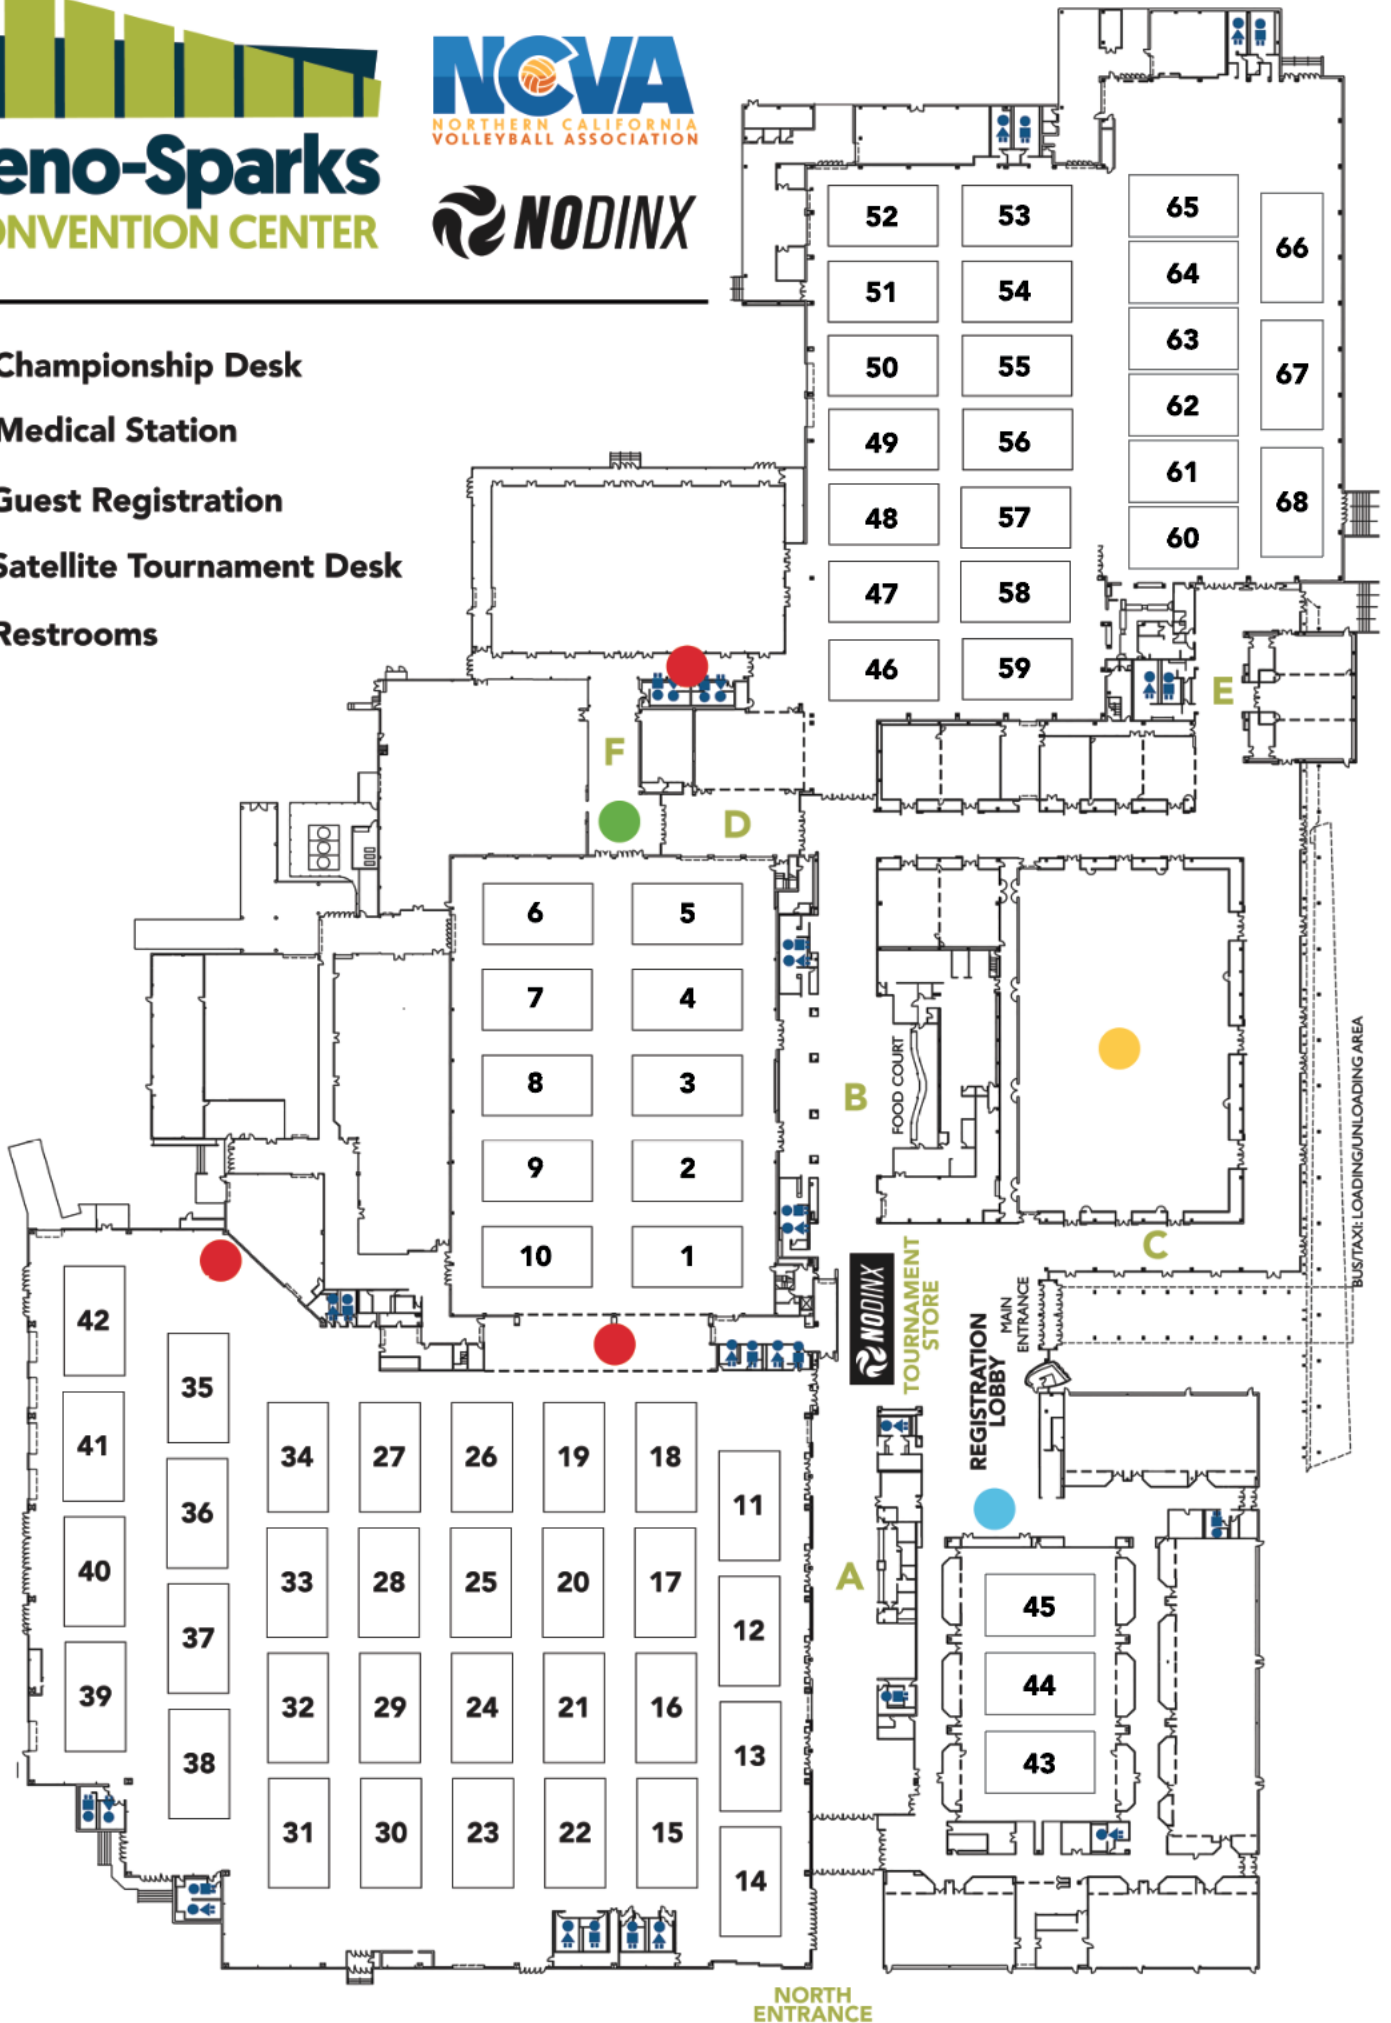 NCVA
NORTHERN CALIFORNIA
VOLLEYBALL ASSOCIATION
eno-Sparks
ONVENTION CENTER
NODINX
Championship Desk
Medical Station
Guest Registration
Satellite Tournament Desk
Restrooms
52 53 65
66
51 54 64
50 55 63
67
49 56 62
61
48 57 68
60
47 58
46 59
E
F
D
6 5
7 4
8 3
9 2
10 1
B
FOOD COURT
C
BUS/TAXI: LOADING/UNLOADING AREA
NODINX
TOURNAMENT
STORE
MAIN
ENTRANCE
REGISTRATION
LOBBY
42
35
41 34 27 26 19 18
11
36
40 33 28 25 20 17
A
45
12
37
39 32 29 24 21 16
44
13
38
43
31 30 23 22 15
14
NORTH
ENTRANCE